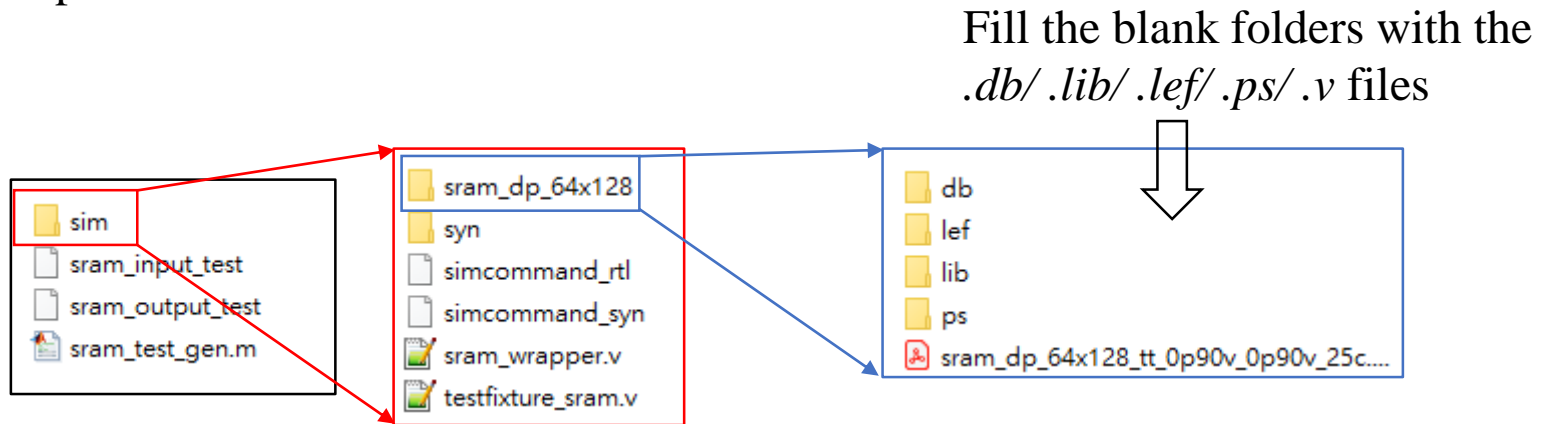 Fill the blank folders with the
.db/ .lib/ .lef/ .ps/ .v files
sim
sram_input_test
sram_output_test
sram_test_gen.m
sram_dp_64x128
syn
simcommand_rtl
simcommand_syn
sram_wrapper.v
testfixture_sram.v
db
lef
lib
ps
sram_dp_64x128_tt_0p90v_0p90v_25c....